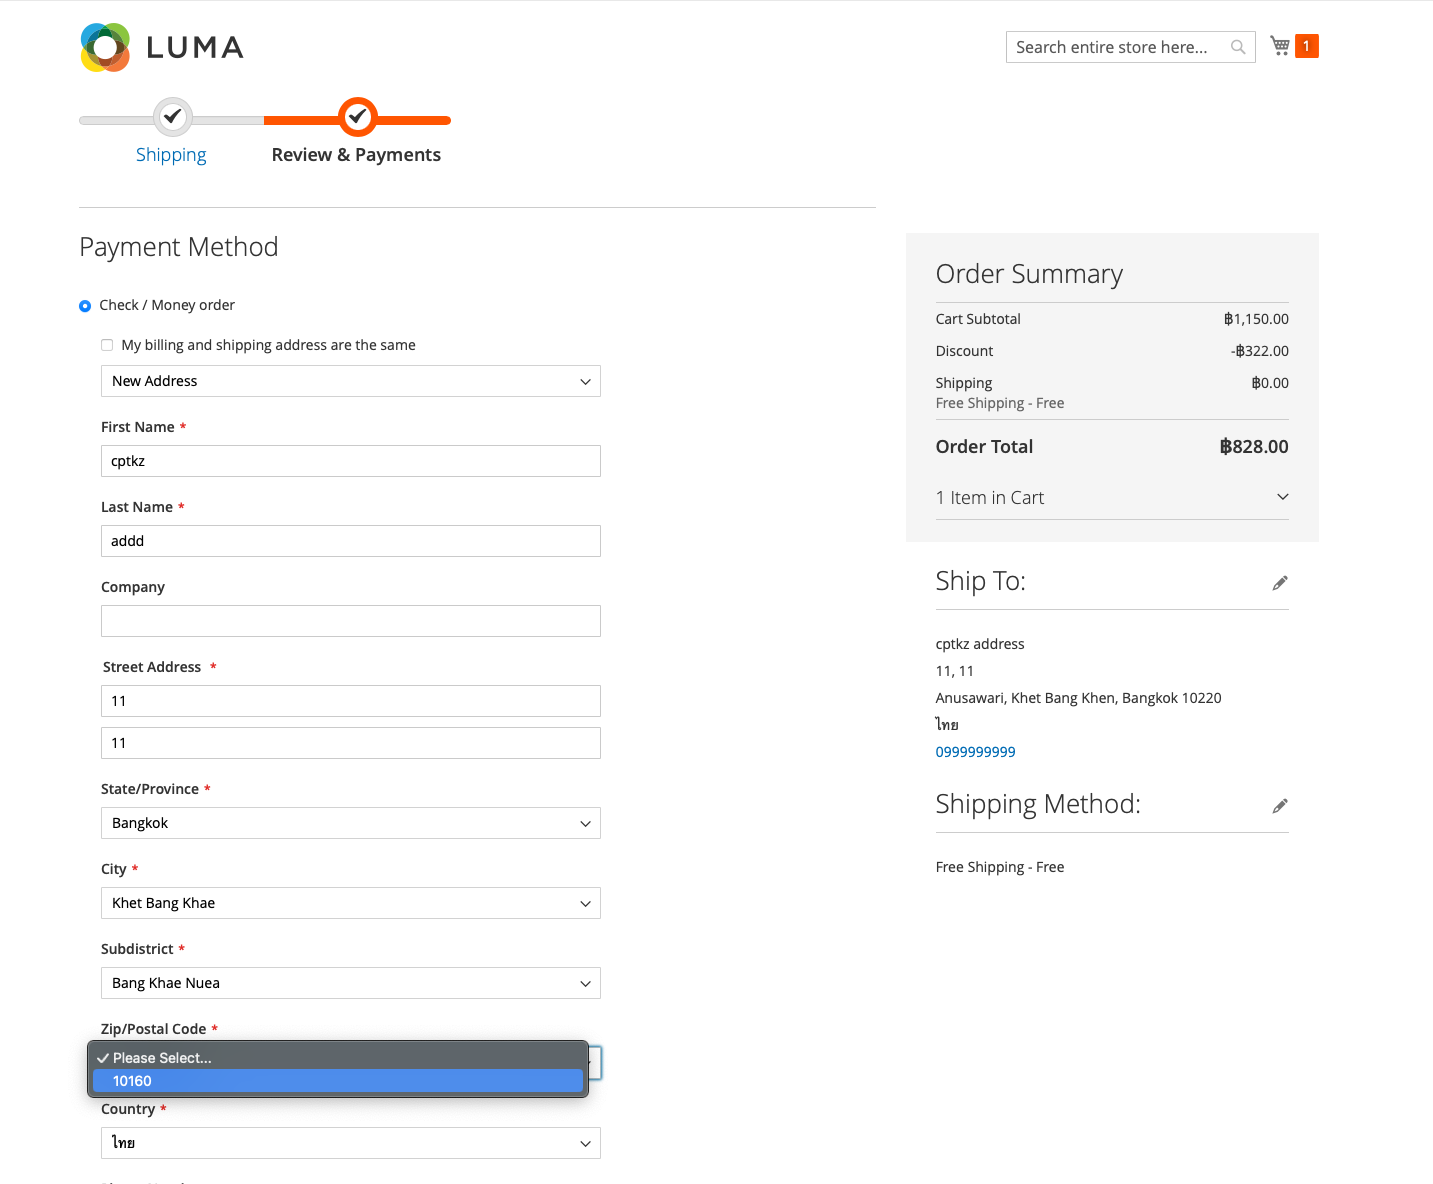 LUMA
Search entire store here...
1
Shipping
Review & Payments
Payment Method
Check / Money order
My billing and shipping address are the same
New Address
First Name *
cptkz
Last Name *
addd
Company
Street Address *
11
11
State/Province *
Bangkok
City *
Khet Bang Khae
Subdistrict *
Bang Khae Nuea
Zip/Postal Code *
Please Select...
10160
Country *
ไทย
Order Summary
Cart Subtotal ฿1,150.00
Discount -฿322.00
Shipping ฿0.00
Free Shipping - Free
Order Total ฿828.00
1 Item in Cart
Ship To:
cptkz address
11, 11
Anusawari, Khet Bang Khen, Bangkok 10220
ไทย
0999999999
Shipping Method:
Free Shipping - Free